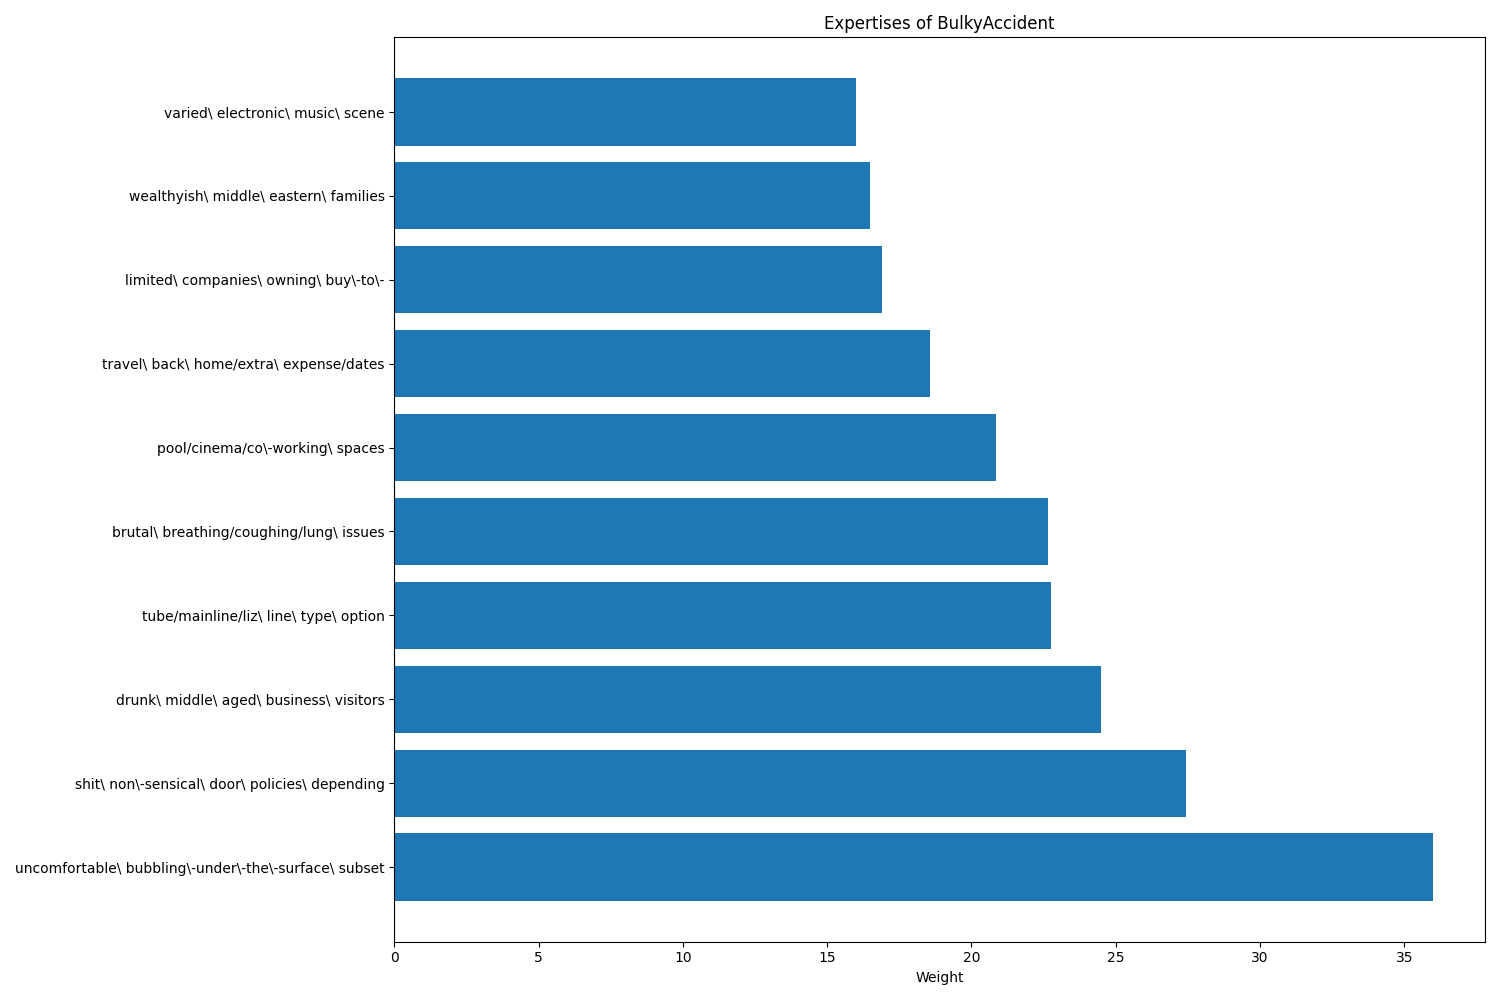 Expertises of BulkyAccident
varied\ electronic\ music\ scene
wealthyish\ middle\ eastern\ families
limited\ companies\ owning\ buy\-to\-
travel\ back\ home/extra\ expense/dates
pool/cinema/co\-working\ spaces
brutal\ breathing/coughing/lung\ issues
tube/mainline/liz\ line\ type\ option
drunk\ middle\ aged\ business\ visitors
shit\ non\-sensical\ door\ policies\ depending
uncomfortable\ bubbling\-under\-the\-surface\ subset
0 5 10 15 20 25 30 35
Weight